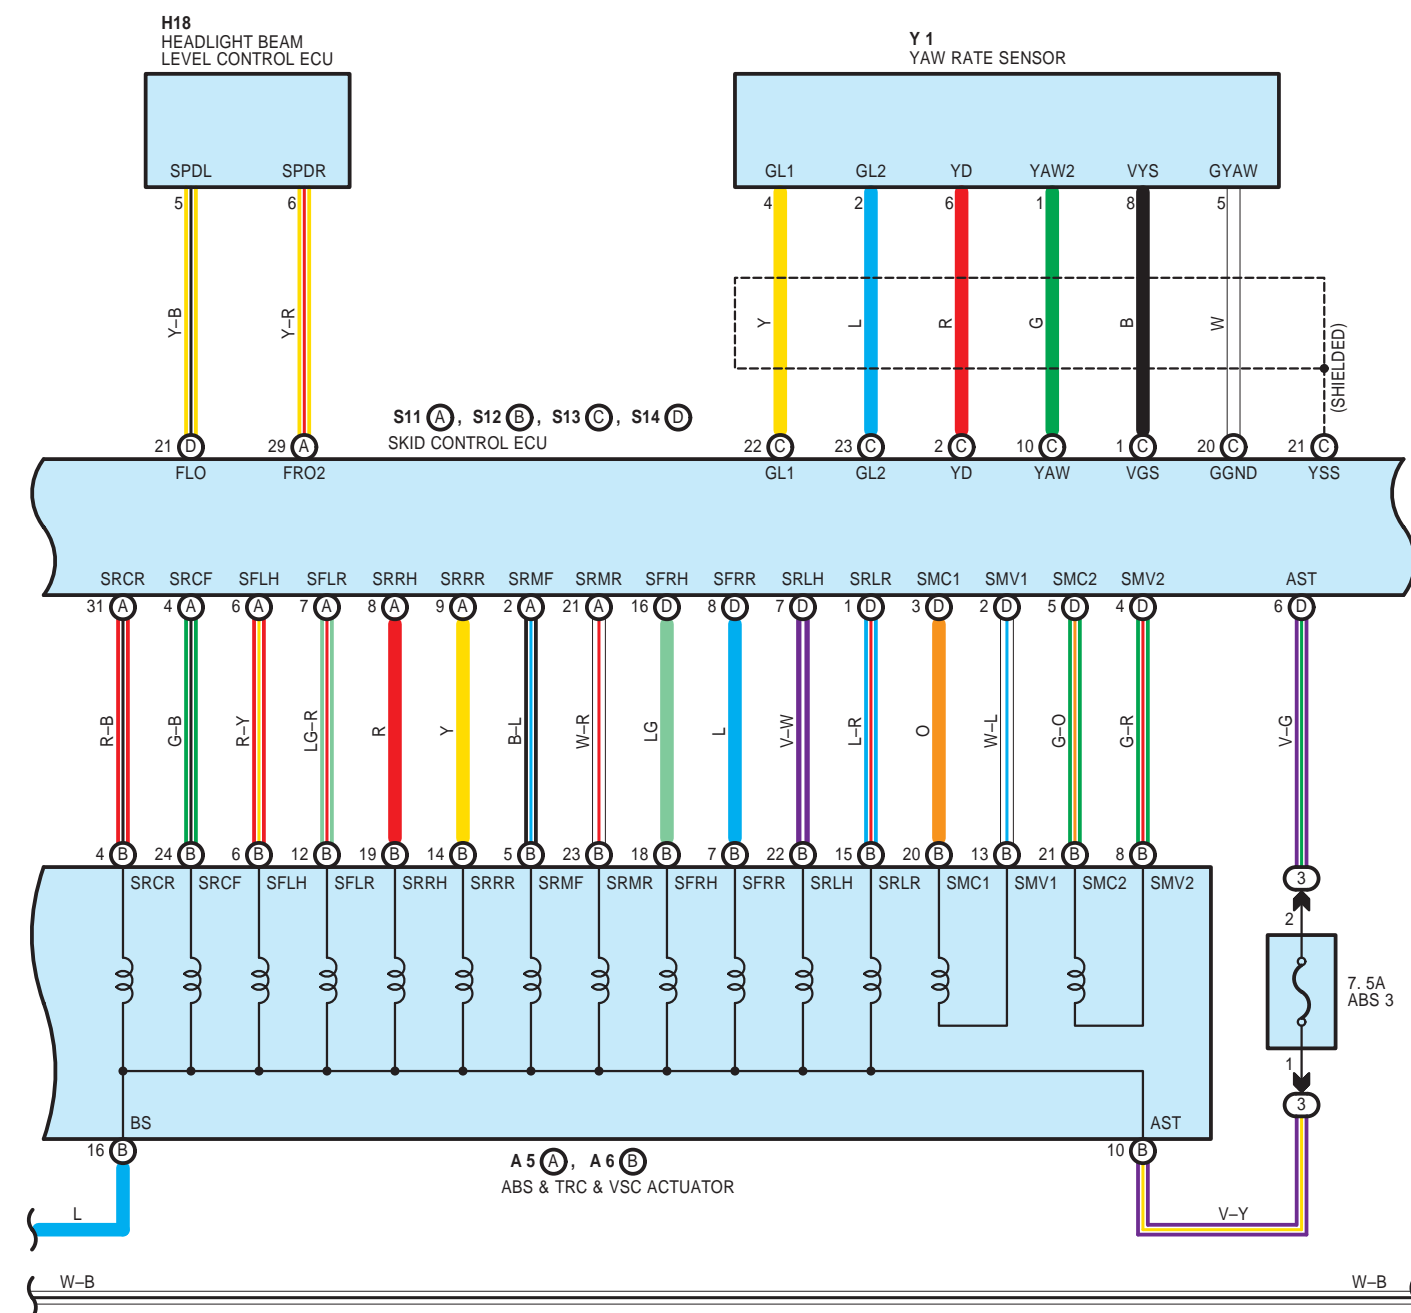 H18
HEADLIGHT BEAM
LEVEL CONTROL ECU
Y 1
YAW RATE SENSOR
SPDL SPDR
GL1 GL2 YD YAW2 VYS GYAW
5 6
4 2 6 1 8 5
Y–B Y–R
Y L R G B W
(SHIELDED)
S11 A, S12 B, S13 C, S14 D
SKID CONTROL ECU
21 D 29 A
22 C 23 C 2 C 10 C 1 C 20 C 21 C
FLO FRO2
GL1 GL2 YD YAW VGS GGND YSS
SRCR SRCF SFLH SFLR SRRH SRRR SRMF SRMR SFRH SFRR SRLH SRLR SMC1 SMV1 SMC2 SMV2 AST
31 A 4 A 6 A 7 A 8 A 9 A 2 A 21 A 16 D 8 D 7 D 1 D 3 D 2 D 5 D 4 D 6 D
R–B G–B R–Y LG–R R Y B–L W–R LG L V–W L–R O W–L G–O G–R V–G
4 B 24 B 6 B 12 B 19 B 14 B 5 B 23 B 18 B 7 B 22 B 15 B 20 B 13 B 21 B 8 B
SRCR SRCF SFLH SFLR SRRH SRRR SRMF SRMR SFRH SFRR SRLH SRLR SMC1 SMV1 SMC2 SMV2
3
2
7. 5A
ABS 3
1
3
BS AST
16 B 10 B
A 5 A, A 6 B
ABS & TRC & VSC ACTUATOR
L V–Y
W–B W–B